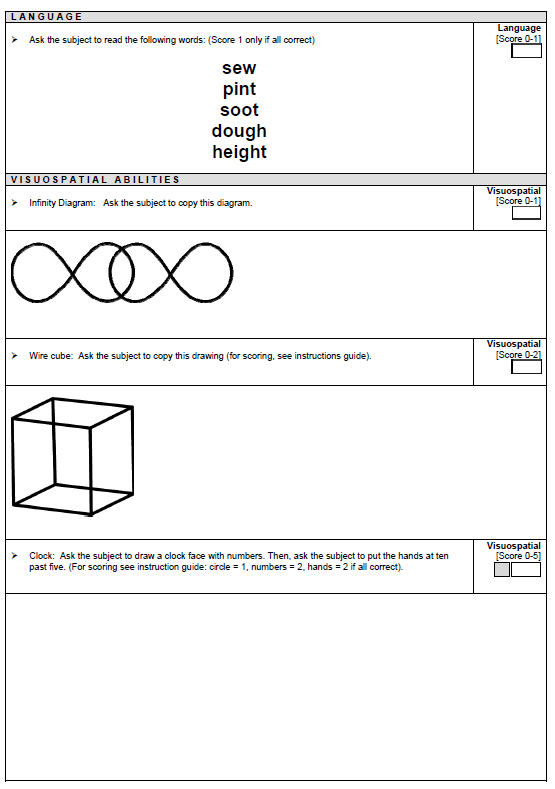 LANGUAGE
➢ Ask the subject to read the following words: (Score 1 only if all correct)
Language
[Score 0-1]
sew
pint
soot
dough
height
VISUOSPATIAL ABILITIES
➢ Infinity Diagram: Ask the subject to copy this diagram.
Visuospatial
[Score 0-1]
➢ Wire cube: Ask the subject to copy this drawing (for scoring, see instructions guide).
Visuospatial
[Score 0-2]
➢ Clock: Ask the subject to draw a clock face with numbers. Then, ask the subject to put the hands at ten
past five. (For scoring see instruction guide: circle = 1, numbers = 2, hands = 2 if all correct).
Visuospatial
[Score 0-5]